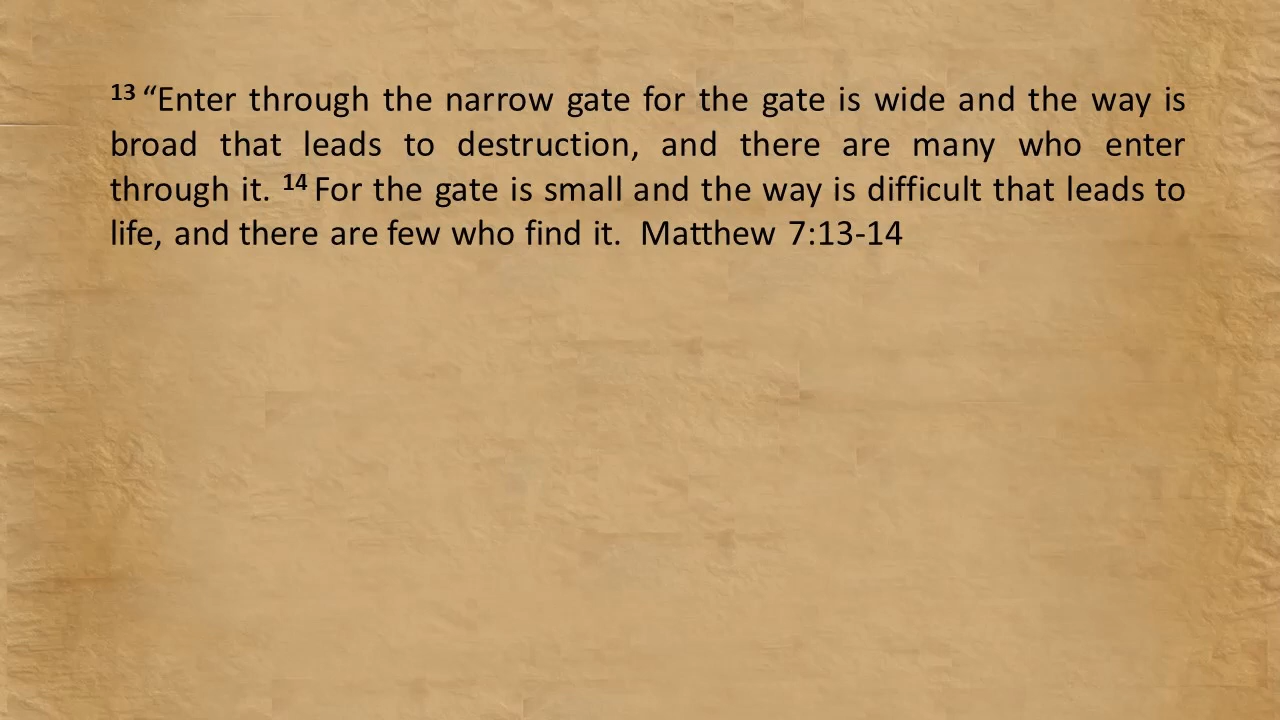 13 “Enter through the narrow gate for the gate is wide and the way is
broad that leads to destruction, and there are many who enter
through it. 14 For the gate is small and the way is difficult that leads to
life, and there are few who find it.  Matthew 7:13-14